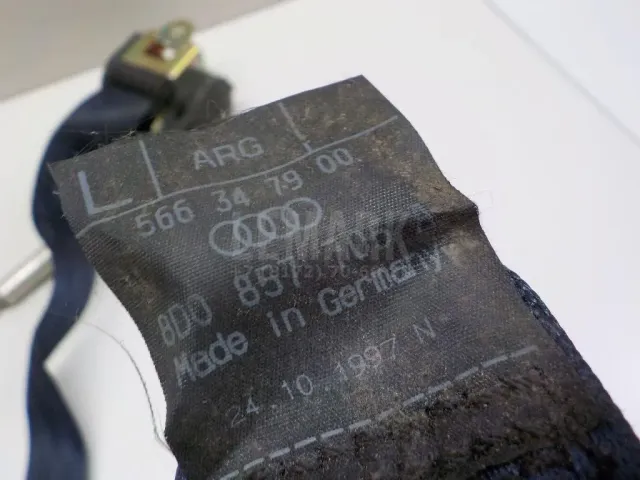 L ARG
566 34 79 00
8D0 857
Made in Germany
24.10.1997 N